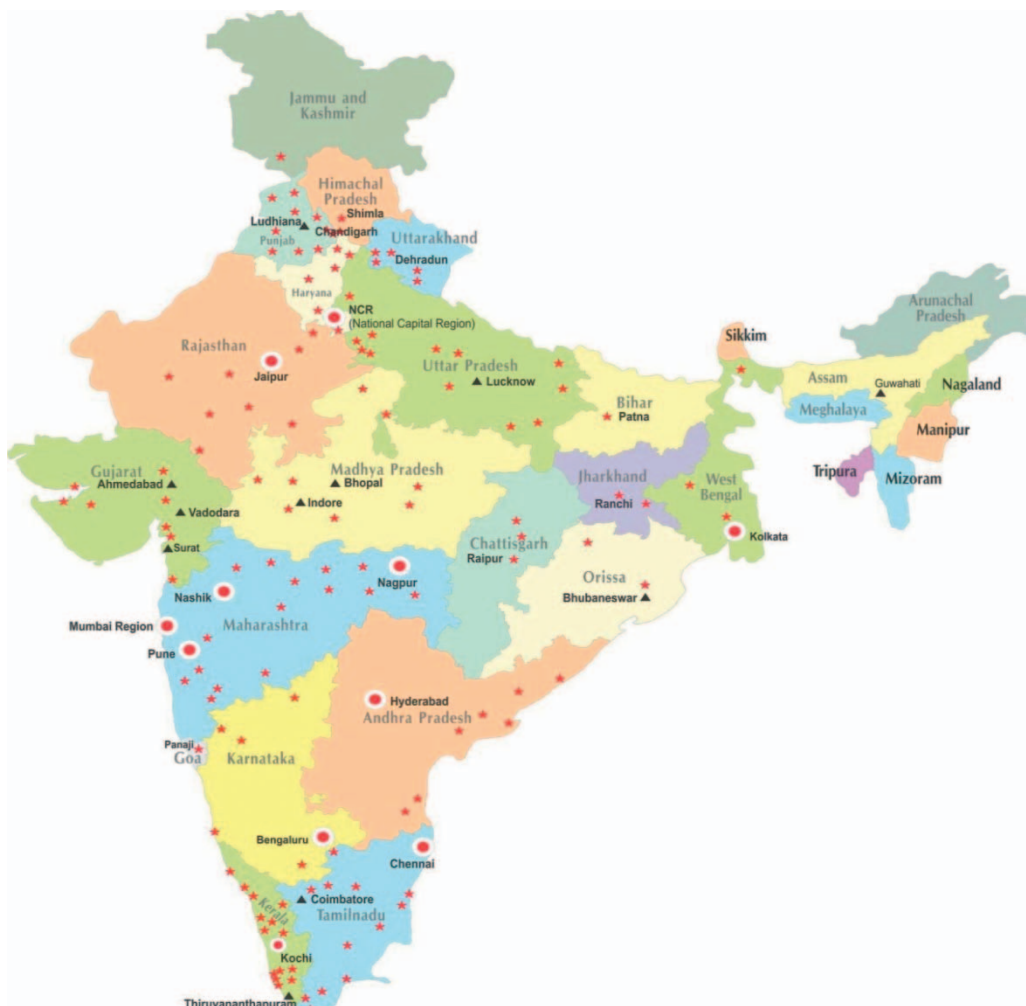 Jammu and
Kashmir
Himachal
Pradesh
Shimla
Ludhiana
Chandigarh
Punjab
Uttarakhand
Dehradun
Haryana
NCR
(National Capital Region)
Arunachal
Pradesh
Sikkim
Rajasthan
Jaipur
Uttar Pradesh
Lucknow
Assam
Guwahati
Nagaland
Meghalaya
Bihar
Patna
Manipur
Gujarat
Ahmedabad
Madhya Pradesh
Bhopal
Jharkhand
Ranchi
West
Bengal
Tripura
Mizoram
Indore
Vadodara
Surat
Chattisgarh
Raipur
Kolkata
Orissa
Bhubaneswar
Nagpur
Nashik
Mumbai Region
Maharashtra
Pune
Hyderabad
Andhra Pradesh
Panaji
Goa
Karnataka
Bengaluru
Chennai
Coimbatore
Kerala
Tamilnadu
Kochi
Thiruvananthapuram